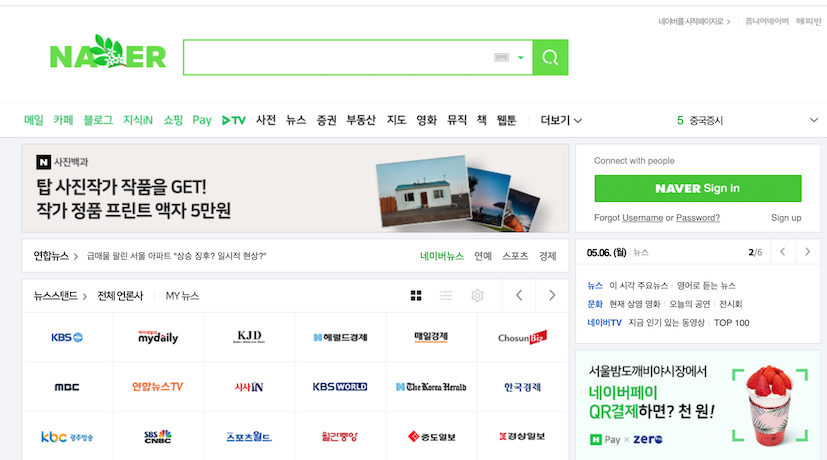 네이버를 시작페이지로 > 쥬니어네이버 해피빈
NAVER
메일 카페 블로그 지식iN 쇼핑 Pay TV 사전 뉴스 증권 부동산 지도 영화 뮤직 책 웹툰 더보기
5 중국증시
N 사진백과
탑 사진작가 작품을 GET!
작가 정품 프린트 액자 5만원
Connect with people
NAVER Sign in
Forgot Username or Password? Sign up
연합뉴스 > 급매물 팔린 서울 아파트 "상승 징후? 일시적 현상?" 네이버뉴스 연예 스포츠 경제
05.06. (월) 뉴스 2/6
뉴스 이 시각 주요뉴스 영어로 듣는 뉴스
문화 현재 상영 영화 오늘의 공연 전시회
네이버TV 지금 인기 있는 동영상 TOP 100
뉴스스탠드 > 전체 언론사 MY 뉴스
KBS mydaily KJD 헤럴드경제 매일경제 ChosunBiz
MBC 연합뉴스TV 시사IN KBS WORLD The Korea Herald 한국경제
kbc 광주방송 SBS CNBC 스포츠월드. 월간중앙 중도일보 경상일보
서울밤도깨비야시장에서
네이버페이
QR결제하면? 천 원!
N Pay × zero